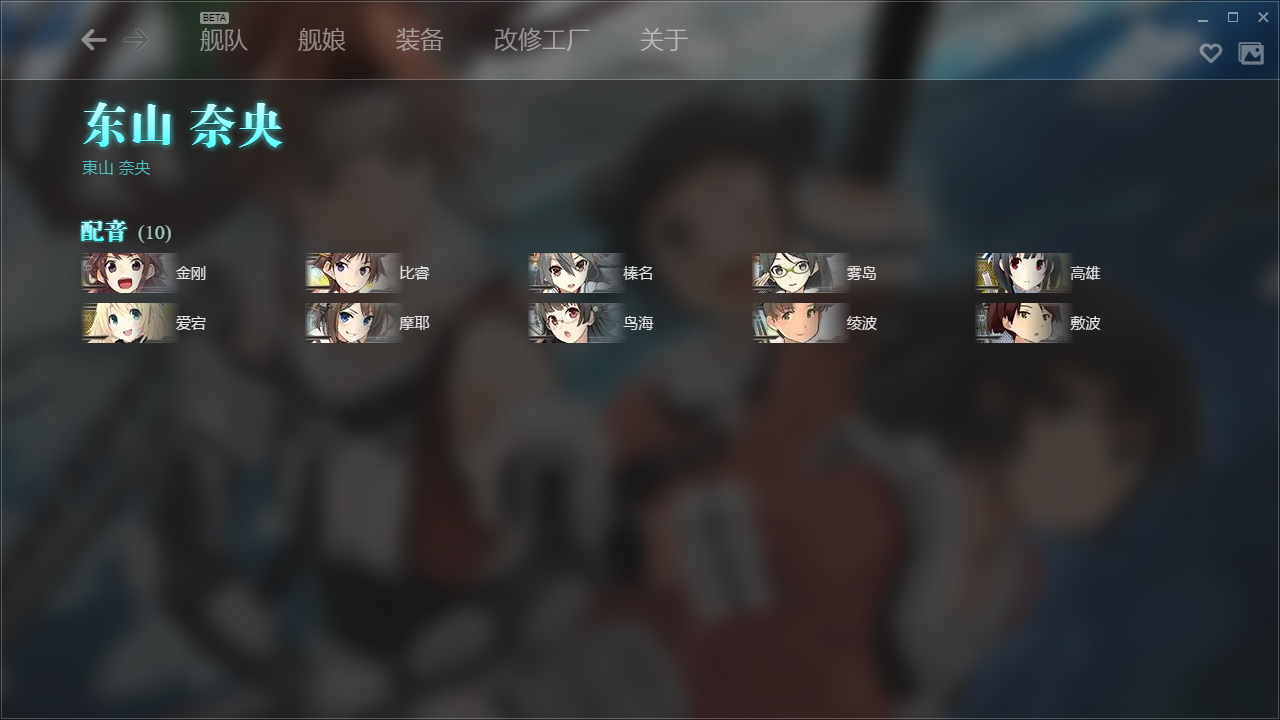 BETA
舰队 舰娘 装备 改修工厂 关于
东山 奈央
東山 奈央
配音 (10)
金刚 比睿 榛名 雾岛 高雄
爱宕 摩耶 鸟海 绫波 敷波